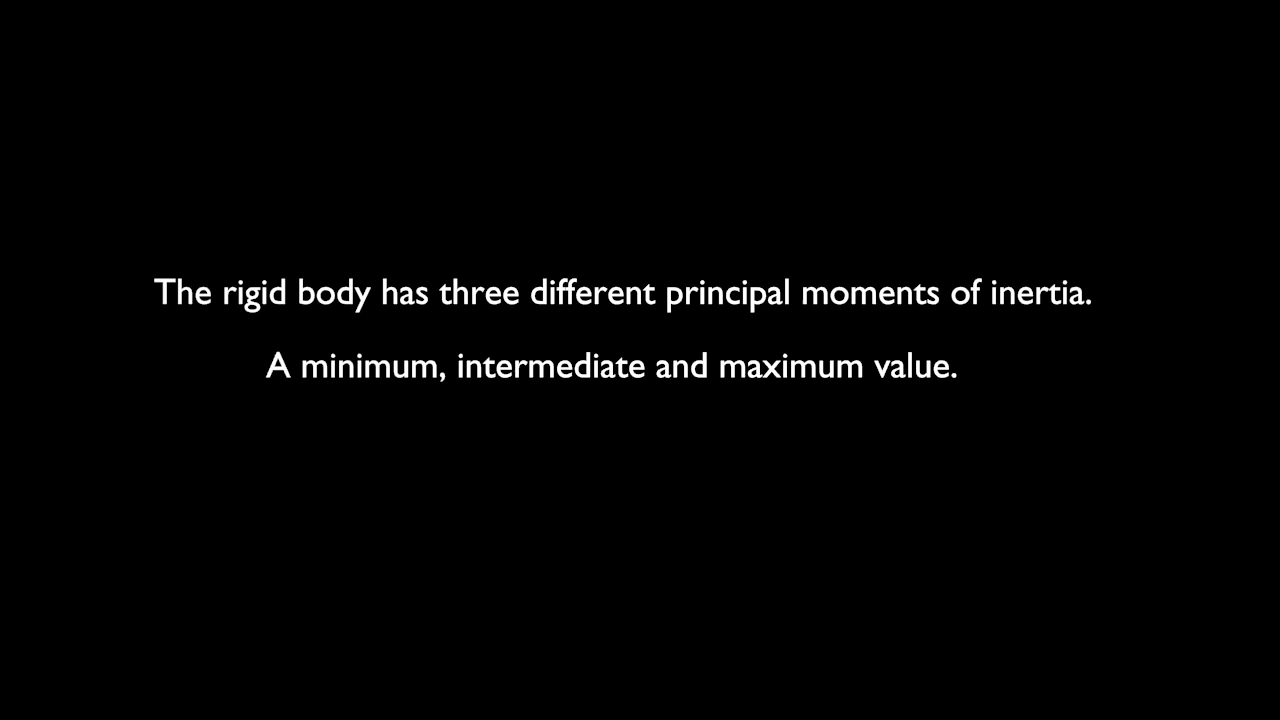 The rigid body has three different principal moments of inertia.
A minimum, intermediate and maximum value.